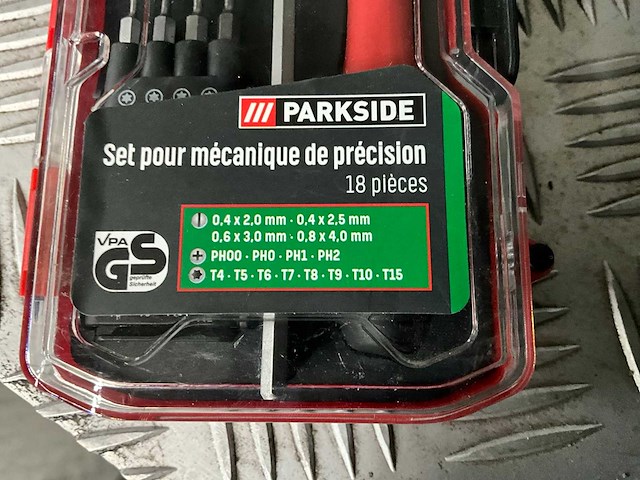 PARKSIDE
Set pour mécanique de précision
18 pièces
0,4 x 2,0 mm · 0,4 x 2,5 mm
0,6 x 3,0 mm · 0,8 x 4,0 mm
PH00 · PH0 · PH1 · PH2
T4 · T5 · T6 · T7 · T8 · T9 · T10 · T15
VPA
GS
geprüfte
Sicherheit